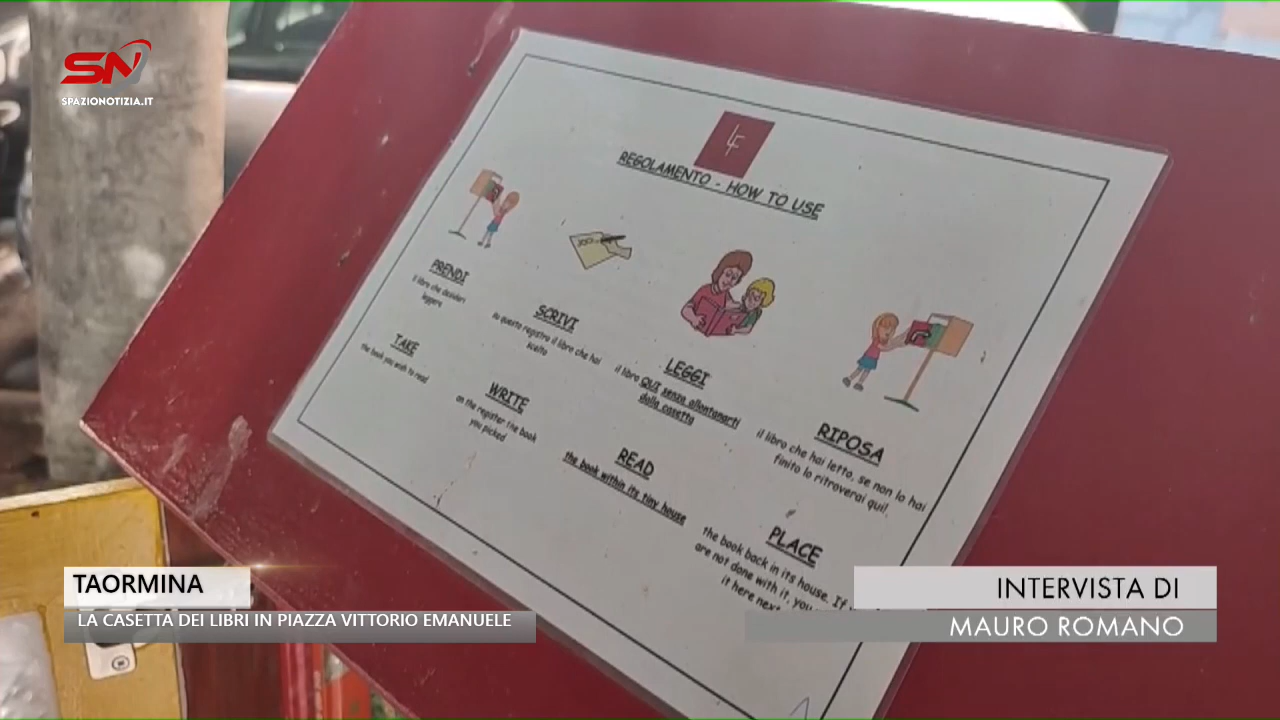 SN
SPAZIONOTIZIA.IT
LF
REGOLAMENTO - HOW TO USE
PRENDI
il libro che desideri
leggere
TAKE
the book you wish to read
SCRIVI
su questo registro il libro che hai
scelto
WRITE
on the register the book
you picked
LEGGI
il libro QUI senza allontanarti
dalla casetta
READ
the book within its tiny house
RIPOSA
il libro che hai letto, se non lo hai
finito lo ritroverai qui!
PLACE
the book back in its house. If
are not done with it, you
it here next
TAORMINA
LA CASETTA DEI LIBRI IN PIAZZA VITTORIO EMANUELE
INTERVISTA DI
MAURO ROMANO